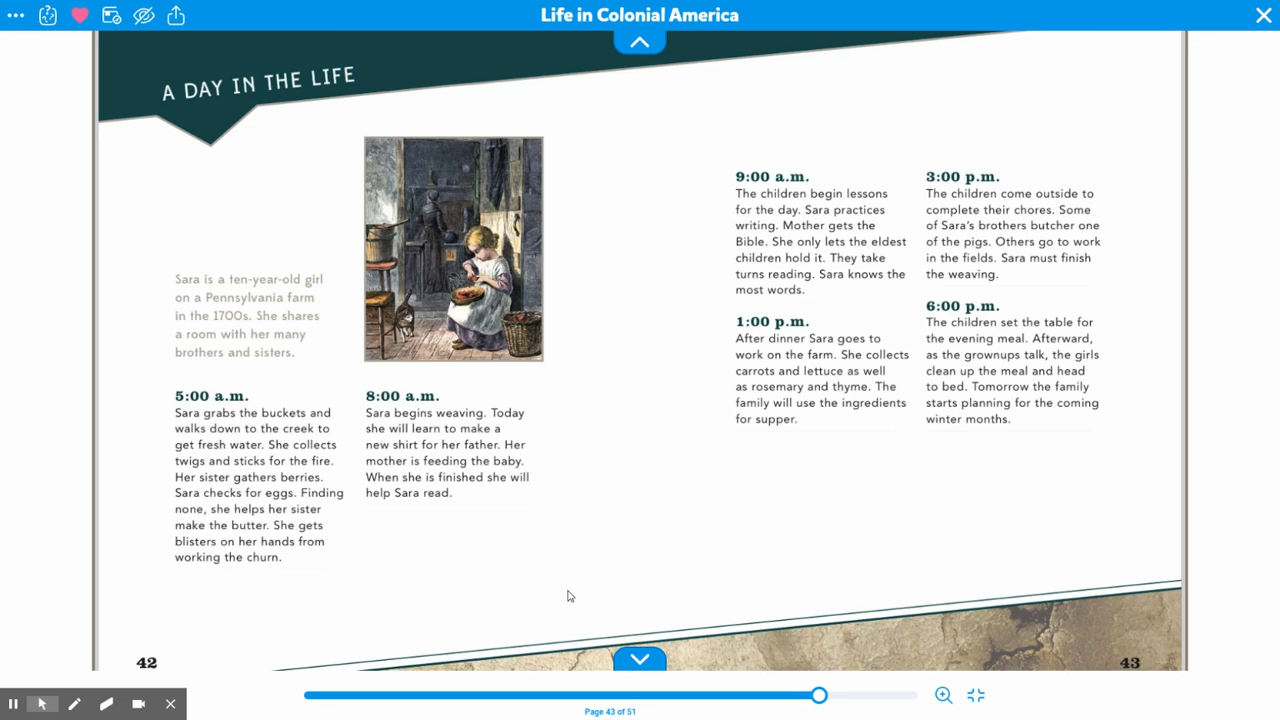 Life in Colonial America
A DAY IN THE LIFE
Sara is a ten-year-old girl
on a Pennsylvania farm
in the 1700s. She shares
a room with her many
brothers and sisters.
5:00 a.m.
Sara grabs the buckets and
walks down to the creek to
get fresh water. She collects
twigs and sticks for the fire.
Her sister gathers berries.
Sara checks for eggs. Finding
none, she helps her sister
make the butter. She gets
blisters on her hands from
working the churn.
8:00 a.m.
Sara begins weaving. Today
she will learn to make a
new shirt for her father. Her
mother is feeding the baby.
When she is finished she will
help Sara read.
9:00 a.m.
The children begin lessons
for the day. Sara practices
writing. Mother gets the
Bible. She only lets the eldest
children hold it. They take
turns reading. Sara knows the
most words.
1:00 p.m.
After dinner Sara goes to
work on the farm. She collects
carrots and lettuce as well
as rosemary and thyme. The
family will use the ingredients
for supper.
3:00 p.m.
The children come outside to
complete their chores. Some
of Sara's brothers butcher one
of the pigs. Others go to work
in the fields. Sara must finish
the weaving.
6:00 p.m.
The children set the table for
the evening meal. Afterward,
as the grownups talk, the girls
clean up the meal and head
to bed. Tomorrow the family
starts planning for the coming
winter months.
42
43
Page 43 of 51